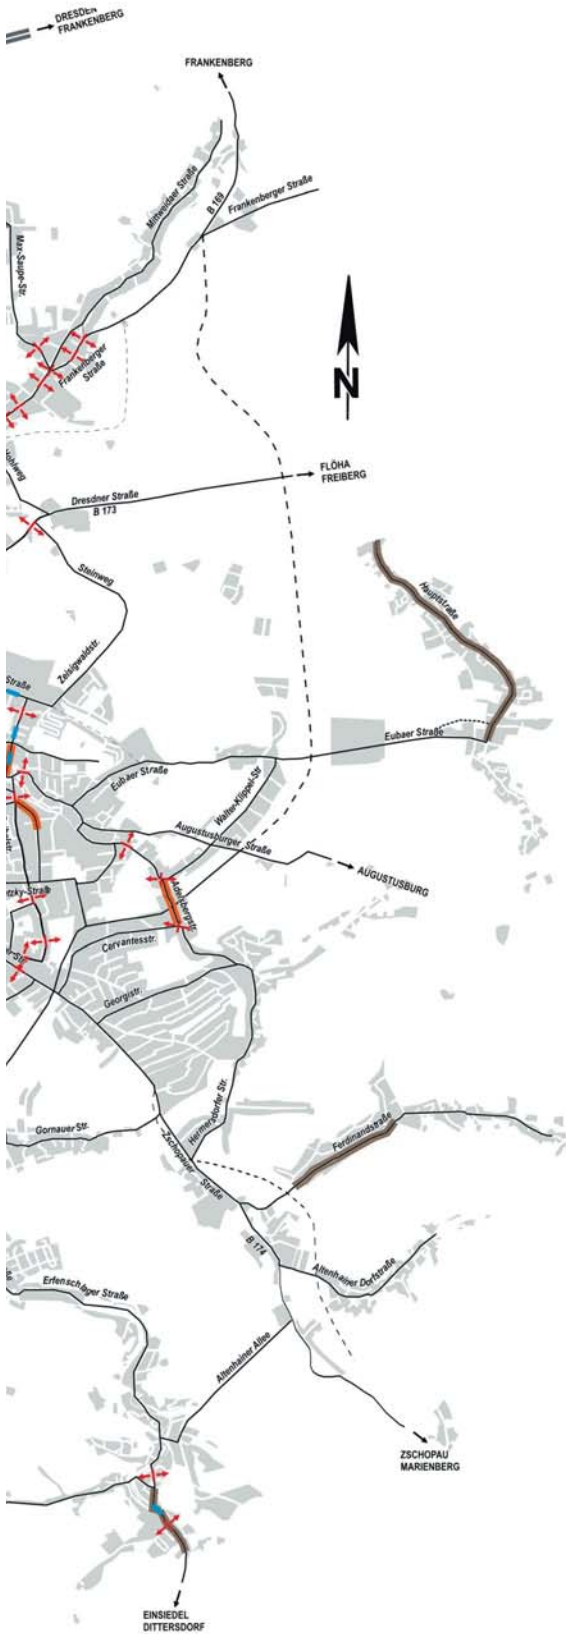 DRESDEN
FRANKENBERG
FRANKENBERG
Mittweidaer Straße
B 169
Frankenberger Straße
Max-Saupe-Str.
Frankenberger
Straße
N
FLÖHA
FREIBERG
Dresdner Straße
B 173
Steinweg
Hauptstraße
Zeisigwaldstr.
Straße
Eubaer Straße
Eubaer Straße
Walter-Klippel-Str
Augustusburger Straße
AUGUSTUSBURG
Adelsbergstr.
Cervantesstr.
Georgistr.
Hermersdorfer Str.
Ferdinandstraße
Gornauer Str.
Zschopauer
Straße
B 174
Altenhainer Dorfstraße
Erfenschlager Straße
Altenhainer Allee
ZSCHOPAU
MARIENBERG
EINSIEDEL
DITTERSDORF